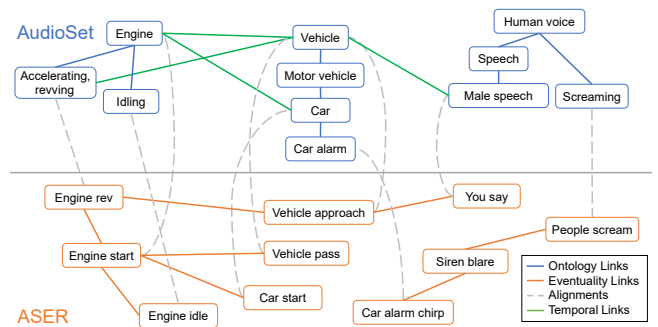 AudioSet
Engine
Vehicle
Human voice
Speech
Accelerating,
revving
Idling
Motor vehicle
Male speech
Screaming
Car
Car alarm
Engine rev
You say
Vehicle approach
People scream
Engine start
Vehicle pass
Siren blare
Car start
Engine idle
Car alarm chirp
ASER
Ontology Links
Eventuality Links
Alignments
Temporal Links